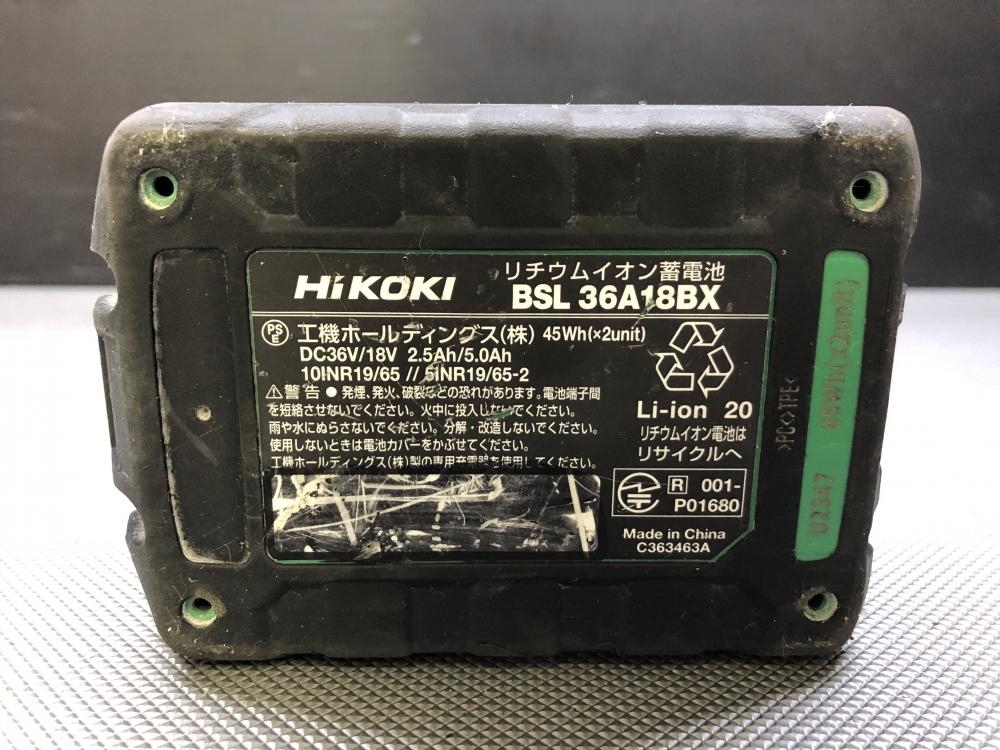 HiKOKI
リチウムイオン蓄電池
BSL 36A18BX
PS
E
工機ホールディングス(株) 45Wh(×2unit)
DC36V/18V 2.5Ah/5.0Ah
10INR19/65 // 5INR19/65-2
⚠警告 ● 発煙、発火、破裂などの恐れがあります。電池端子間
を短絡させないでください。火中に投入しないでください。
雨や水にぬらさないでください。分解・改造しないでください。
使用しないときは電池カバーをかぶせてください。
工機ホールディングス(株)製の専用充電器を使用してください。
Li-ion 20
リチウムイオン電池は
リサイクルへ
R 001-
P01680
Made in China
C363463A
>PC<>TPE<
45Wh(×2unit)
U2347